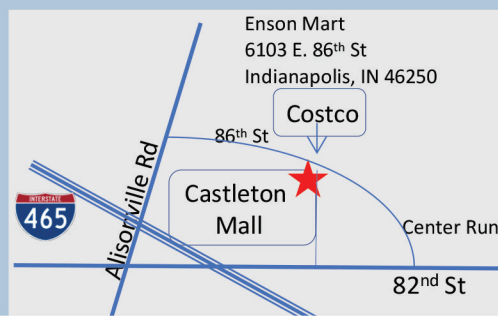 Enson Mart
6103 E. 86th St
Indianapolis, IN 46250
Costco
86th St
Alisonville Rd
Castleton
Mall
INTERSTATE
465
Center Run
82nd St